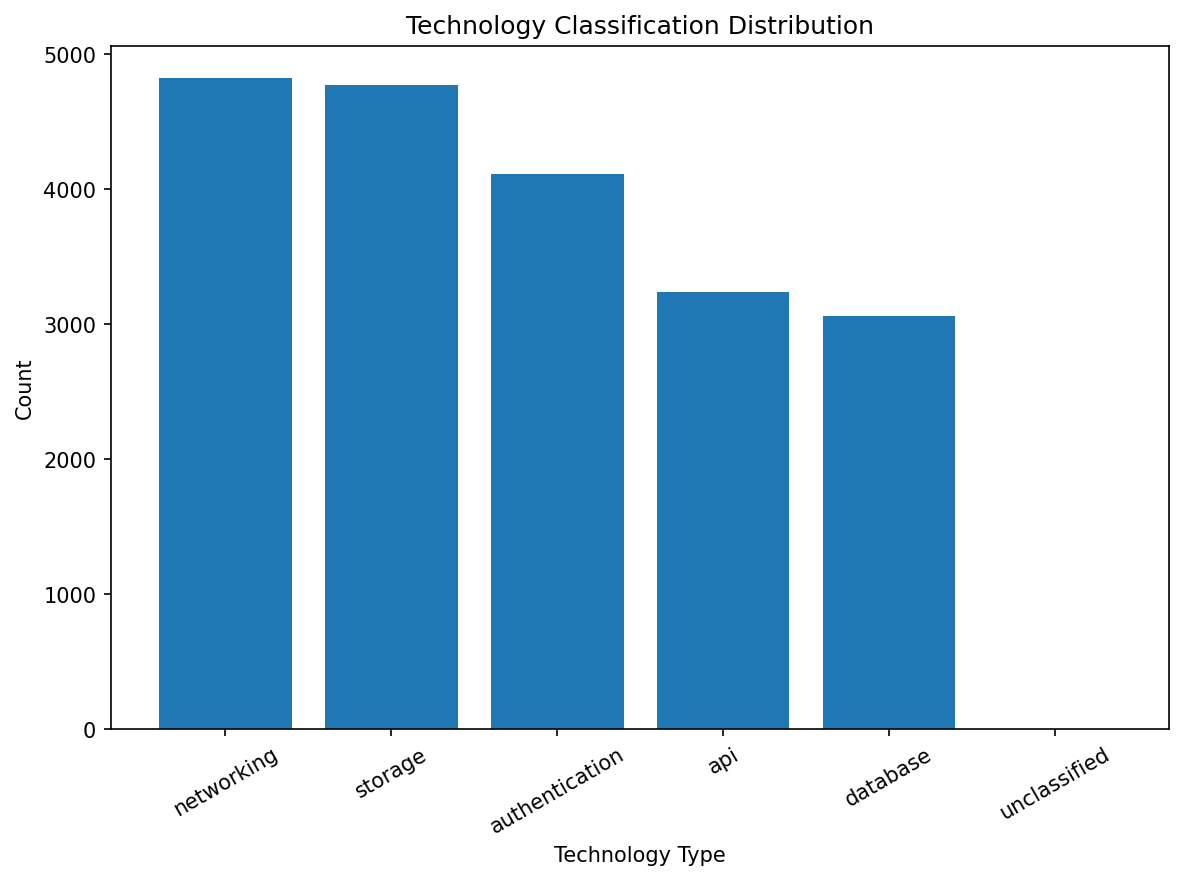 Technology Classification Distribution
5000
4000
3000
2000
1000
0
Count
networking
storage
authentication
api
database
unclassified
Technology Type